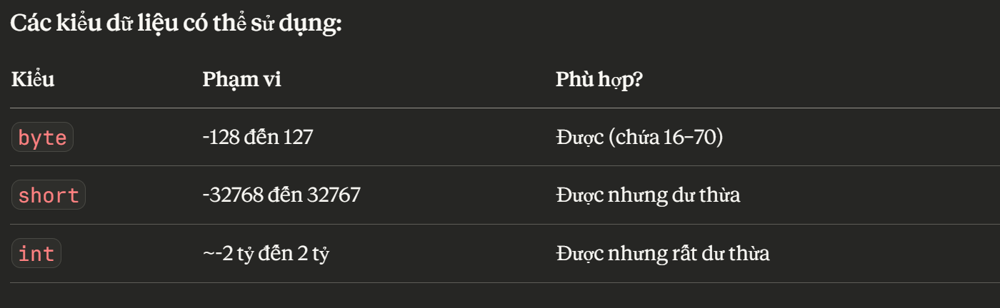 Các kiểu dữ liệu có thể sử dụng:
Kiểu Phạm vi Phù hợp?
byte -128 đến 127 Được (chứa 16–70)
short -32768 đến 32767 Được nhưng dư thừa
int ~-2 tỷ đến 2 tỷ Được nhưng rất dư thừa